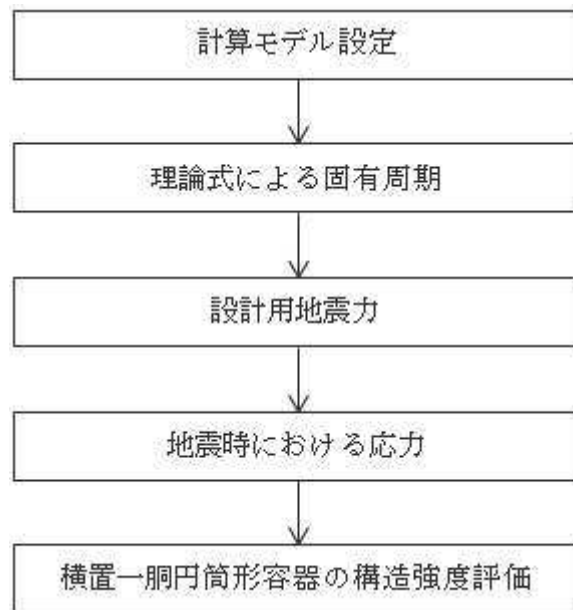 計算モデル設定
理論式による固有周期
設計用地震力
地震時における応力
横置一胴円筒形容器の構造強度評価